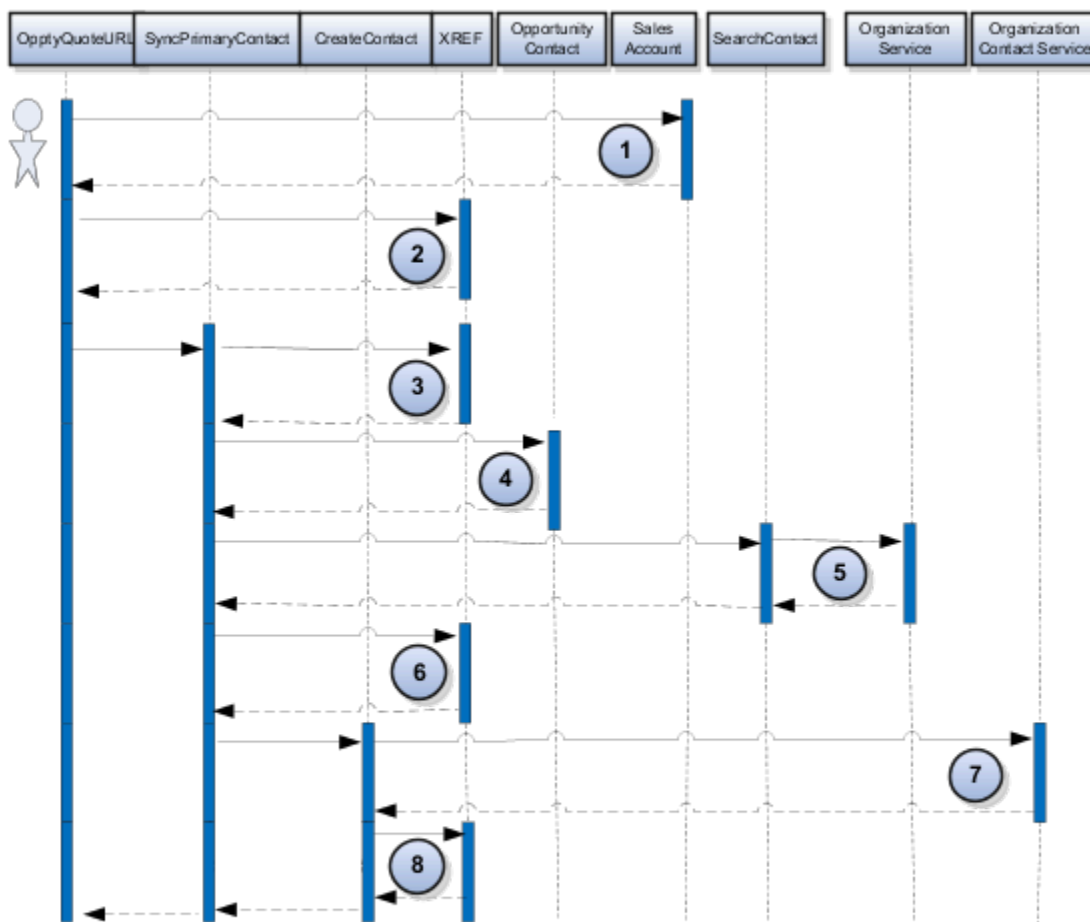 OpptyQuoteURL
SyncPrimaryContact
CreateContact
XREF
Opportunity
Contact
Sales
Account
SearchContact
Organization
Service
Organization
Contact Service
1
2
3
4
5
6
7
8